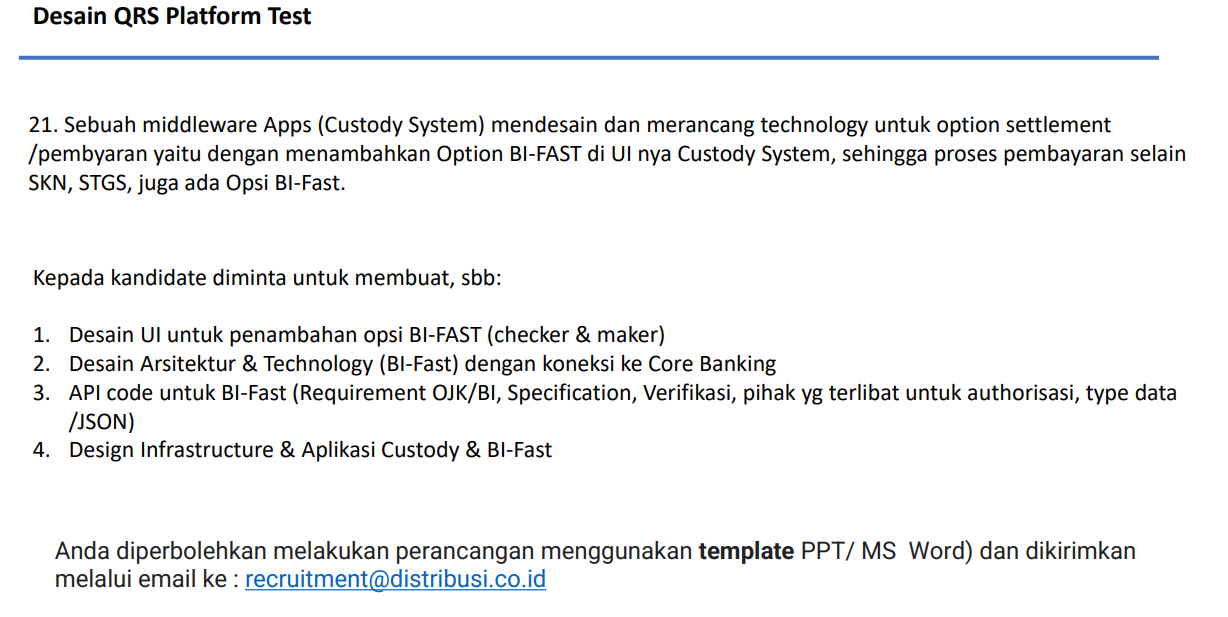 Desain QRS Platform Test
21. Sebuah middleware Apps (Custody System) mendesain dan merancang technology untuk option settlement
/pembyaran yaitu dengan menambahkan Option BI-FAST di UI nya Custody System, sehingga proses pembayaran selain
SKN, STGS, juga ada Opsi BI-Fast.
Kepada kandidate diminta untuk membuat, sbb:
1. Desain UI untuk penambahan opsi BI-FAST (checker & maker)
2. Desain Arsitektur & Technology (BI-Fast) dengan koneksi ke Core Banking
3. API code untuk BI-Fast (Requirement OJK/BI, Specification, Verifikasi, pihak yg terlibat untuk authorisasi, type data
/JSON)
4. Design Infrastructure & Aplikasi Custody & BI-Fast
Anda diperbolehkan melakukan perancangan menggunakan template PPT/ MS Word) dan dikirimkan
melalui email ke : recruitment@distribusi.co.id